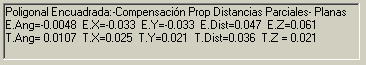 Poligonal Encuadrada:-Compensación Prop Distancias Parciales- Planas
E.Ang=-0.0048 E.X=-0.033 E.Y=-0.033 E.Dist=0.047 E.Z=0.061
T.Ang= 0.0107 T.X=0.025 T.Y=0.021 T.Dist=0.036 T.Z = 0.021